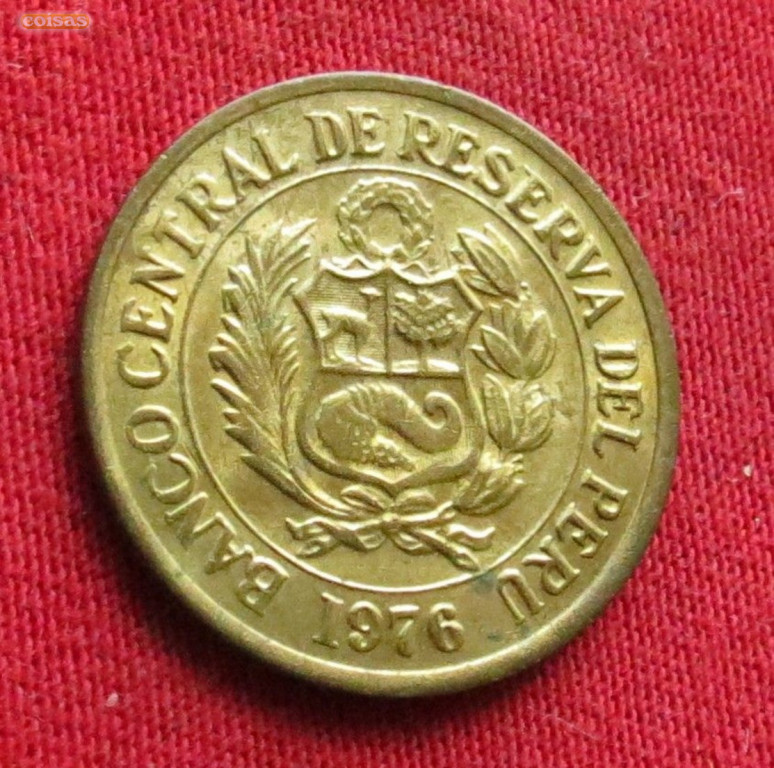 coisas
BANCO CENTRAL DE RESERVA DEL PERU
1976